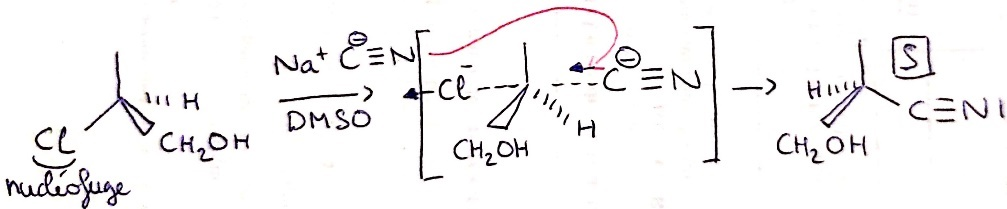 Na⁺ C⊖≡N
DMSO
H
Cl
CH₂OH
nucléofuge
Cl⁻
C⊖≡N
H
CH₂OH
S
H
C≡N
CH₂OH